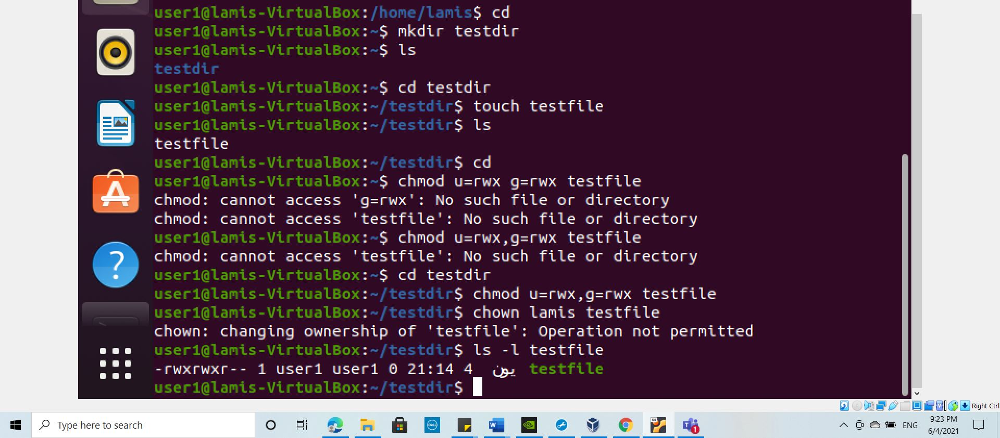 user1@lamis-VirtualBox:/home/lamis$ cd
user1@lamis-VirtualBox:~$ mkdir testdir
user1@lamis-VirtualBox:~$ ls
testdir
user1@lamis-VirtualBox:~$ cd testdir
user1@lamis-VirtualBox:~/testdir$ touch testfile
user1@lamis-VirtualBox:~/testdir$ ls
testfile
user1@lamis-VirtualBox:~/testdir$ cd
user1@lamis-VirtualBox:~$ chmod u=rwx g=rwx testfile
chmod: cannot access 'g=rwx': No such file or directory
chmod: cannot access 'testfile': No such file or directory
user1@lamis-VirtualBox:~$ chmod u=rwx,g=rwx testfile
chmod: cannot access 'testfile': No such file or directory
user1@lamis-VirtualBox:~$ cd testdir
user1@lamis-VirtualBox:~/testdir$ chmod u=rwx,g=rwx testfile
user1@lamis-VirtualBox:~/testdir$ chown lamis testfile
chown: changing ownership of 'testfile': Operation not permitted
user1@lamis-VirtualBox:~/testdir$ ls -l testfile
-rwxrwxr-- 1 user1 user1 0 21:14 4 يون testfile
user1@lamis-VirtualBox:~/testdir$
Right Ctrl
Type here to search
DELL
W
64
T 1
ENG
9:23 PM
6/4/2021